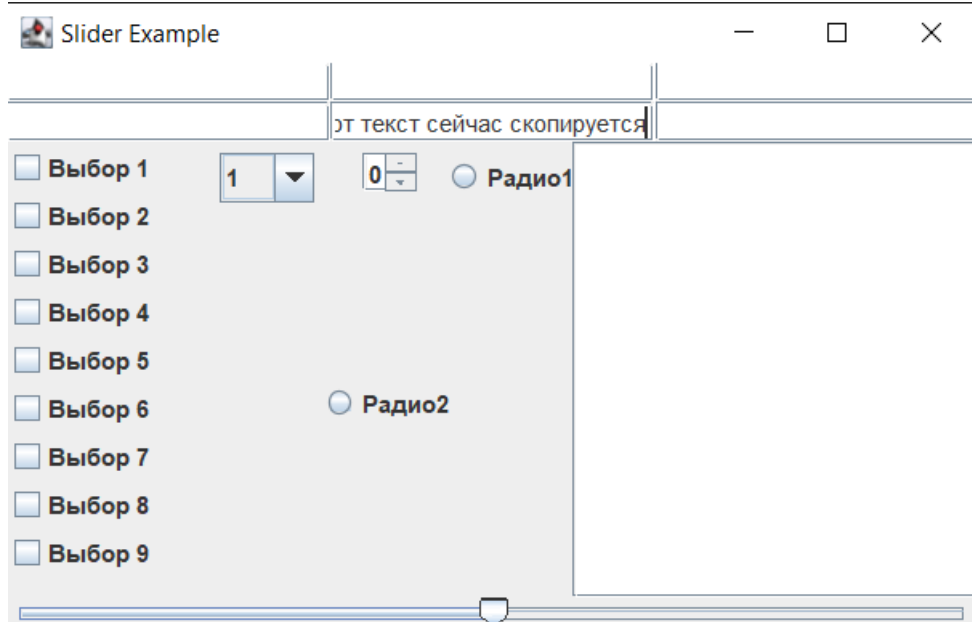 Slider Example
от текст сейчас скопируется
Выбор 1
1
0
Радио1
Выбор 2
Выбор 3
Выбор 4
Выбор 5
Выбор 6
Радио2
Выбор 7
Выбор 8
Выбор 9